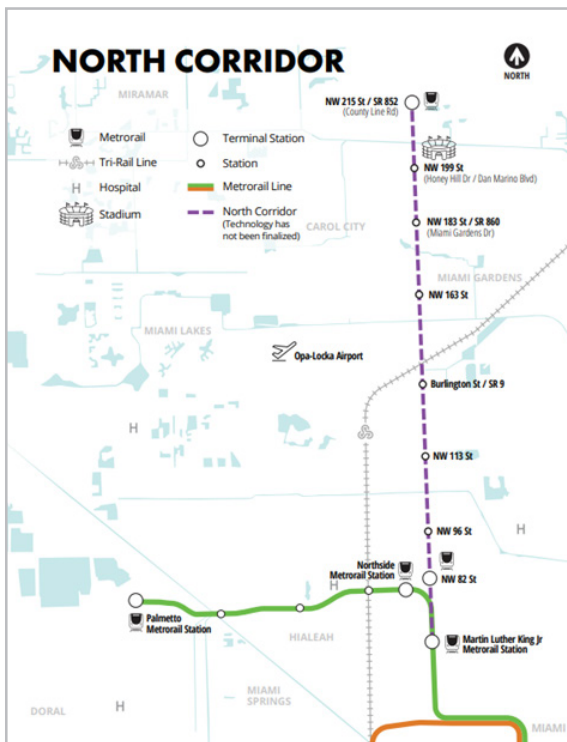 NORTH CORRIDOR
NORTH
MIRAMAR
NW 215 St / SR 852
(County Line Rd)
Metrorail
Terminal Station
Tri-Rail Line
Station
Hospital
Metrorail Line
Stadium
North Corridor
(Technology has
not been finalized)
NW 199 St
(Honey Hill Dr / Dan Marino Blvd)
CAROL CITY
NW 183 St / SR 860
(Miami Gardens Dr)
MIAMI GARDENS
NW 163 St
MIAMI LAKES
Opa-Locka Airport
Burlington St / SR 9
H
NW 113 St
H
NW 96 St
Northside
Metrorail Station
NW 82 St
H
Palmetto
Metrorail Station
HIALEAH
Martin Luther King Jr
Metrorail Station
MIAMI
SPRINGS
DORAL
H
MIAMI